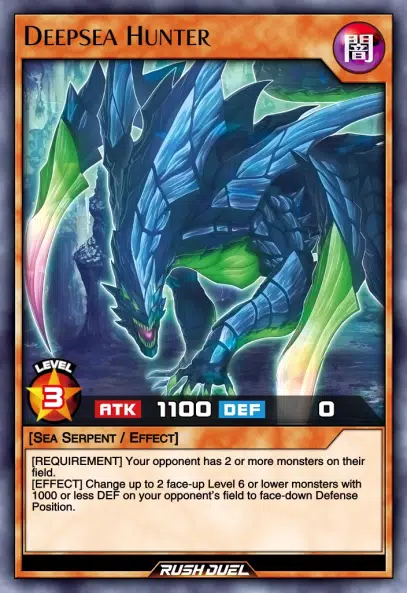 DEEPSEA HUNTER
闇
LEVEL
3
ATK 1100 DEF 0
[SEA SERPENT / EFFECT]
[REQUIREMENT] Your opponent has 2 or more monsters on their
field.
[EFFECT] Change up to 2 face-up Level 6 or lower monsters with
1000 or less DEF on your opponent's field to face-down Defense
Position.
RUSH DUEL